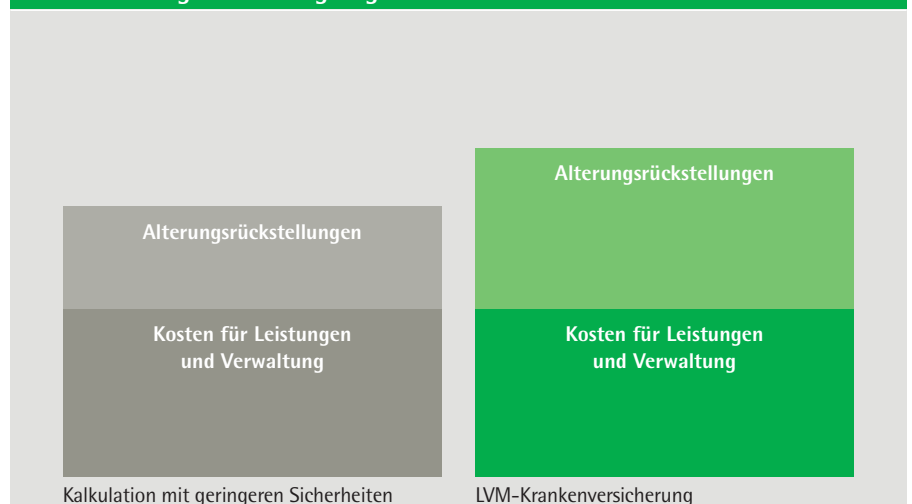 Alterungsrückstellungen
Alterungsrückstellungen
Kosten für Leistungen
und Verwaltung
Kosten für Leistungen
und Verwaltung
Kalkulation mit geringeren Sicherheiten
LVM-Krankenversicherung